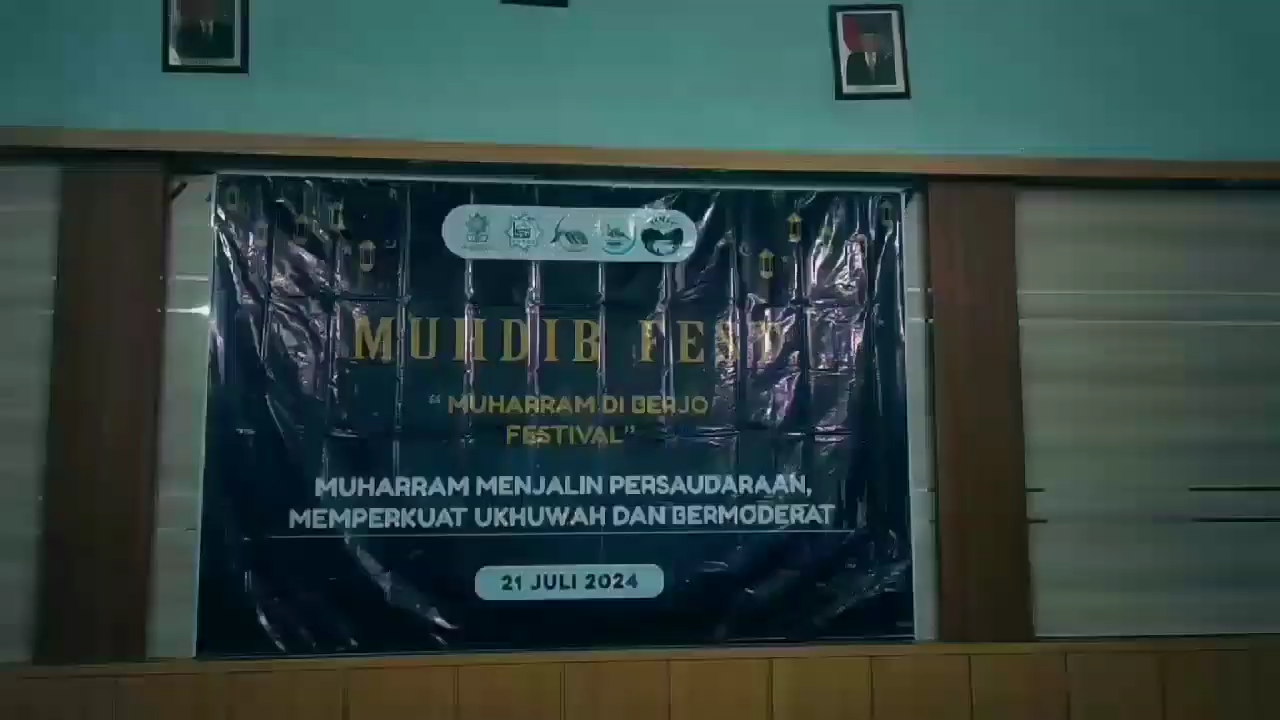 MUHDIB FEST
“MUHARRAM DI BERJO
FESTIVAL”
MUHARRAM MENJALIN PERSAUDARAAN,
MEMPERKUAT UKHUWAH DAN BERMODERAT
21 JULI 2024